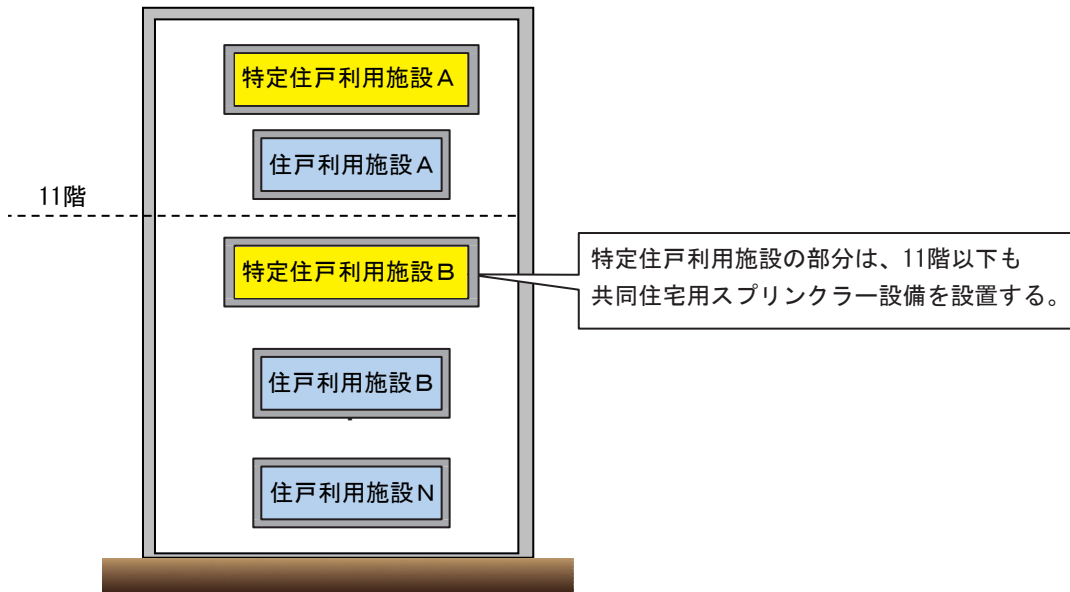 特定住戸利用施設A
住戸利用施設A
11階
特定住戸利用施設B
特定住戸利用施設の部分は、11階以下も
共同住宅用スプリンクラー設備を設置する。
住戸利用施設B
住戸利用施設N